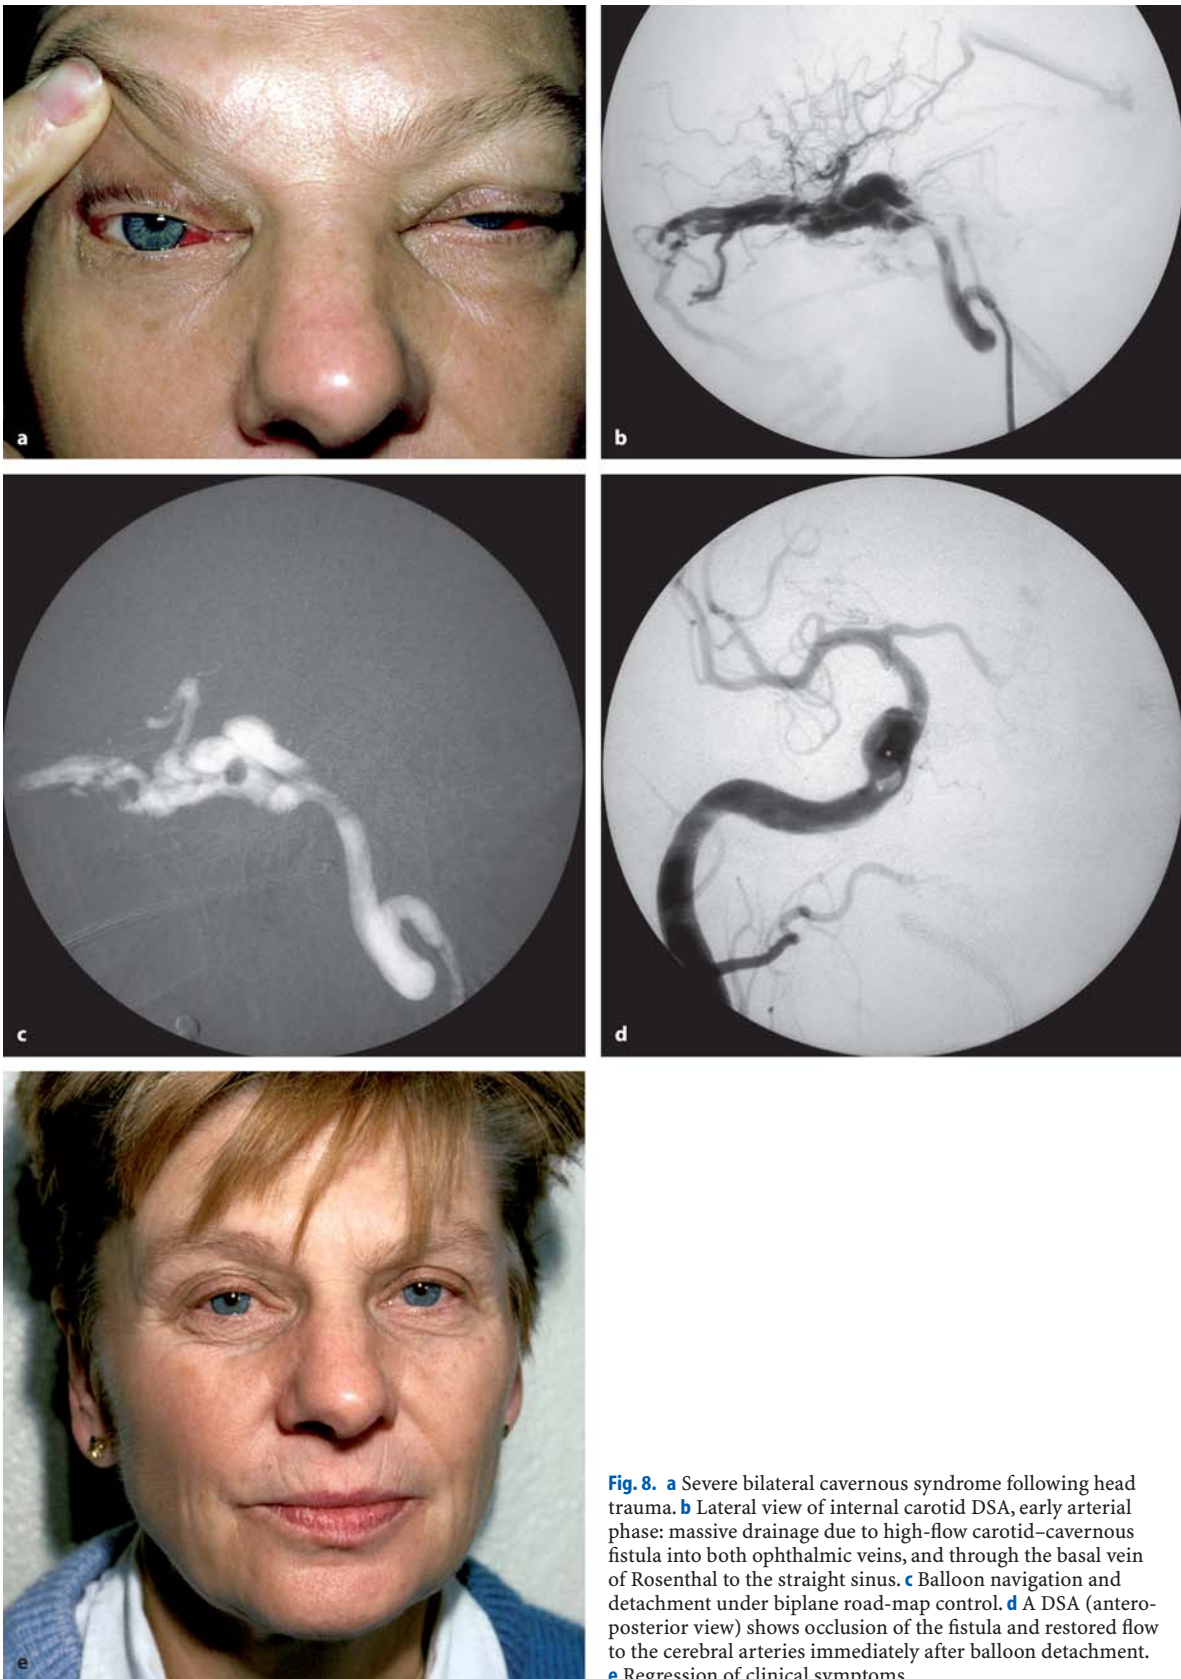 a
b
c
d
e
Fig. 8. a Severe bilateral cavernous syndrome following head
trauma. b Lateral view of internal carotid DSA, early arterial
phase: massive drainage due to high-flow carotid–cavernous
fistula into both ophthalmic veins, and through the basal vein
of Rosenthal to the straight sinus. c Balloon navigation and
detachment under biplane road-map control. d A DSA (antero-
posterior view) shows occlusion of the fistula and restored flow
to the cerebral arteries immediately after balloon detachment.
e Regression of clinical symptoms